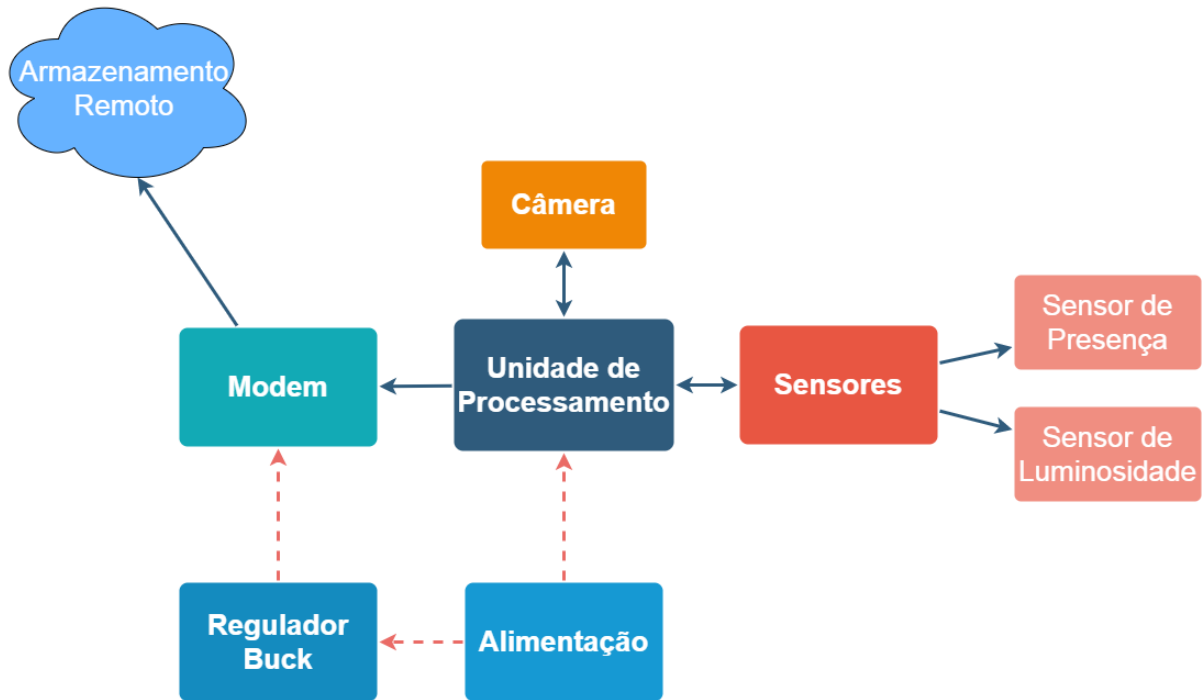 Armazenamento
Remoto
Câmera
Sensor de
Presença
Modem
Unidade de
Processamento
Sensores
Sensor de
Luminosidade
Regulador
Buck
Alimentação